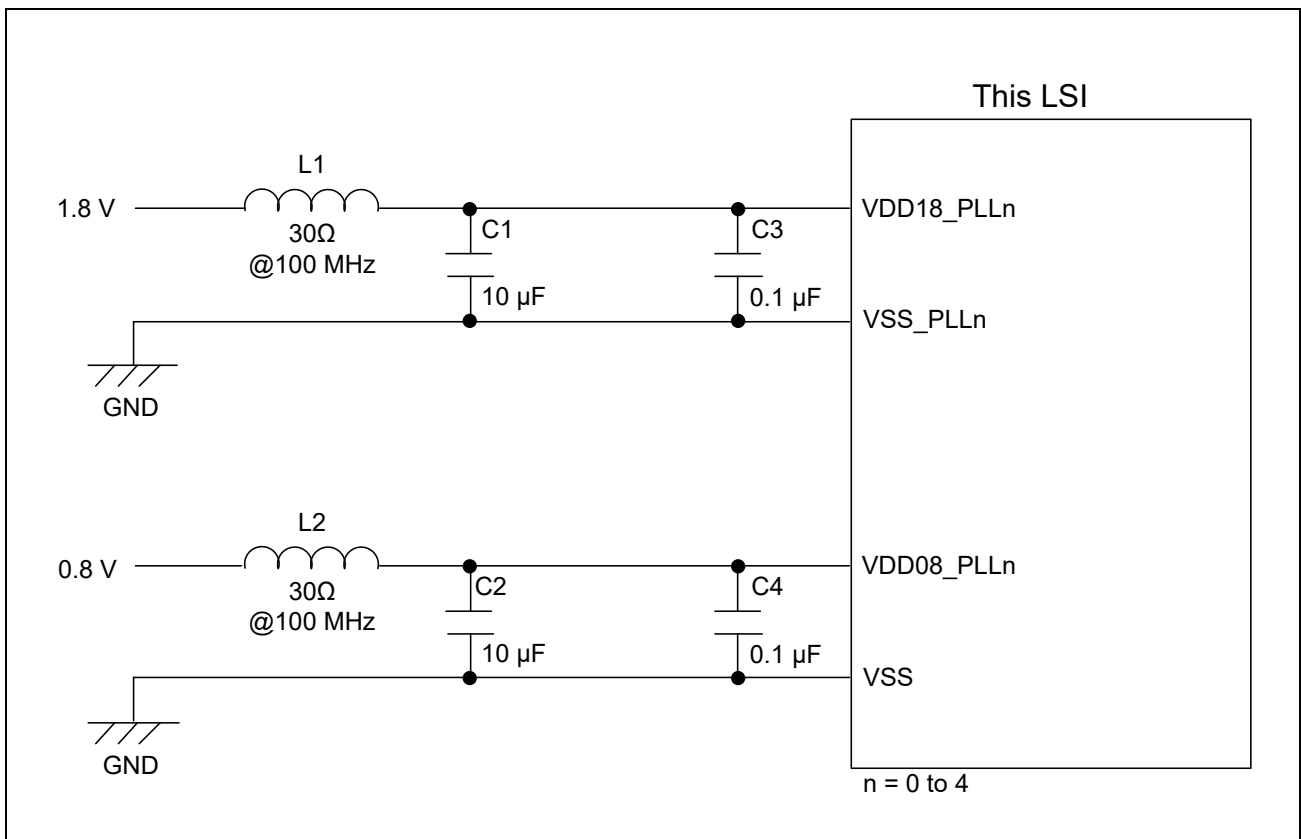 This LSI
L1
1.8 V
30Ω
@100 MHz
C1
10 µF
C3
0.1 µF
VDD18_PLLn
VSS_PLLn
GND
L2
0.8 V
30Ω
@100 MHz
C2
10 µF
C4
0.1 µF
VDD08_PLLn
VSS
GND
n = 0 to 4